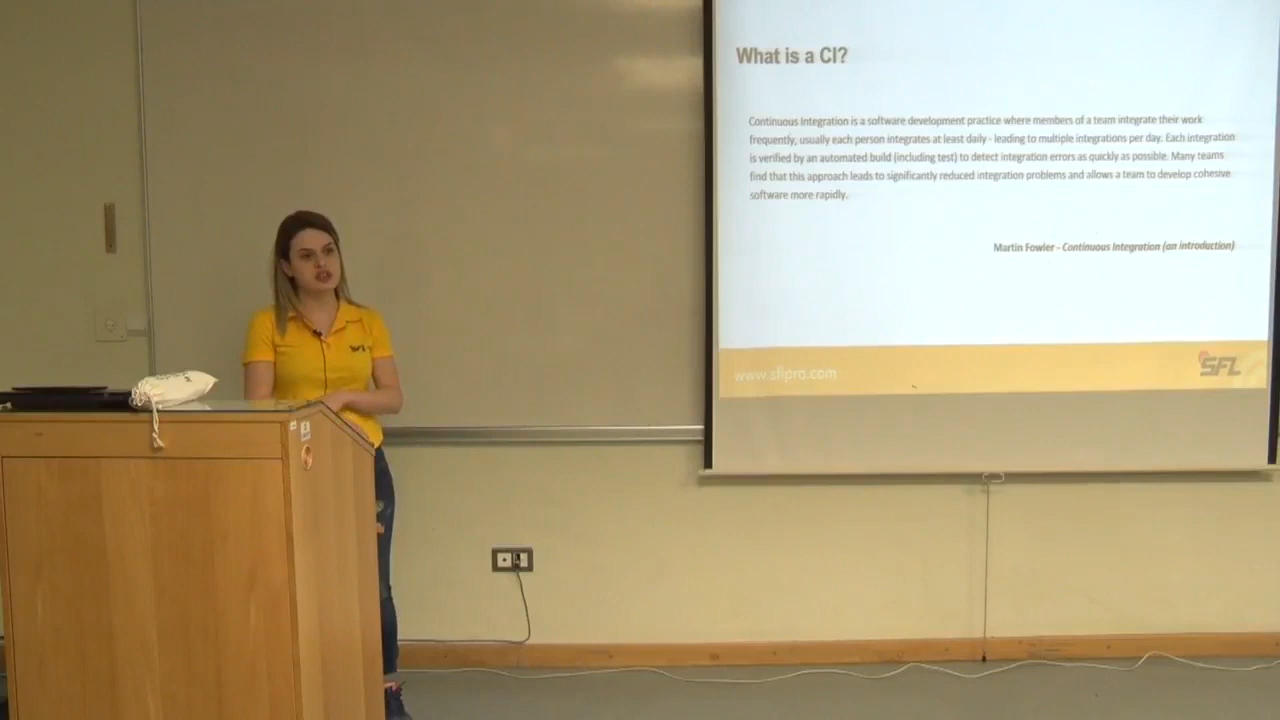 What is a CI?
Continuous Integration is a software development practice where members of a team integrate their work
frequently, usually each person integrates at least daily - leading to multiple integrations per day. Each integration
is verified by an automated build (including test) to detect integration errors as quickly as possible. Many teams
find that this approach leads to significantly reduced integration problems and allows a team to develop cohesive
software more rapidly.
Martin Fowler - Continuous Integration (an introduction)
www.sflpro.com
SFL